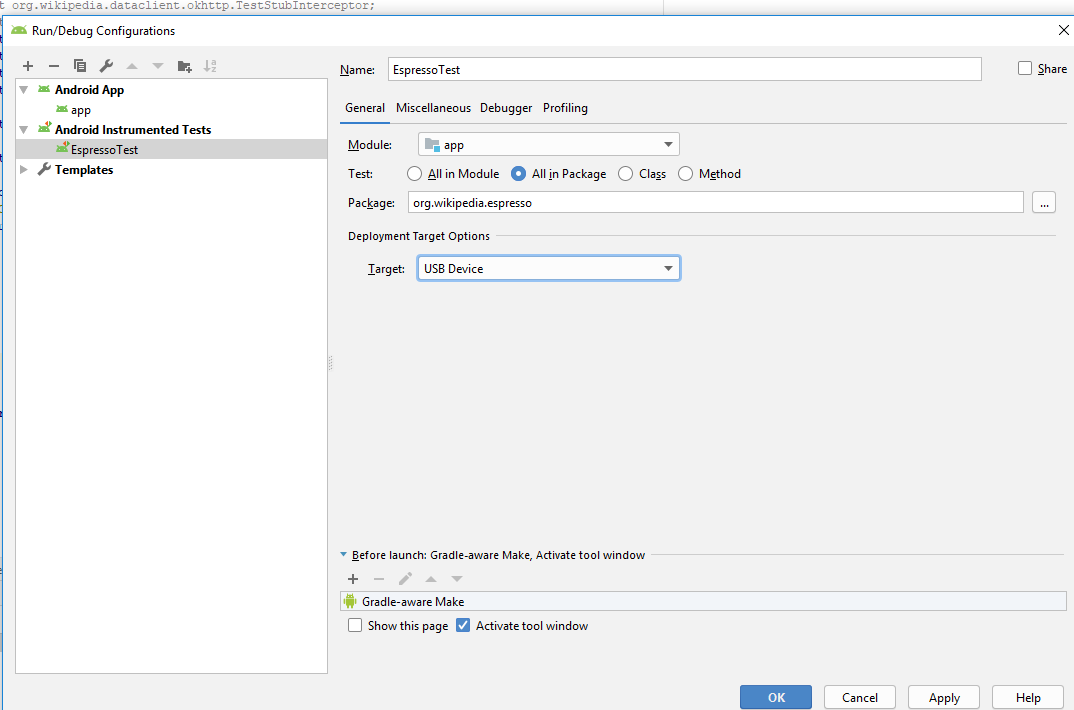 t org.wikipedia.dataclient.okhttp.TestStubInterceptor;
Run/Debug Configurations
Android App
app
Android Instrumented Tests
EspressoTest
Templates
Name: EspressoTest Share
General Miscellaneous Debugger Profiling
Module: app
Test: All in Module All in Package Class Method
Package: org.wikipedia.espresso ...
Deployment Target Options
Target: USB Device
Before launch: Gradle-aware Make, Activate tool window
Gradle-aware Make
Show this page Activate tool window
OK Cancel Apply Help